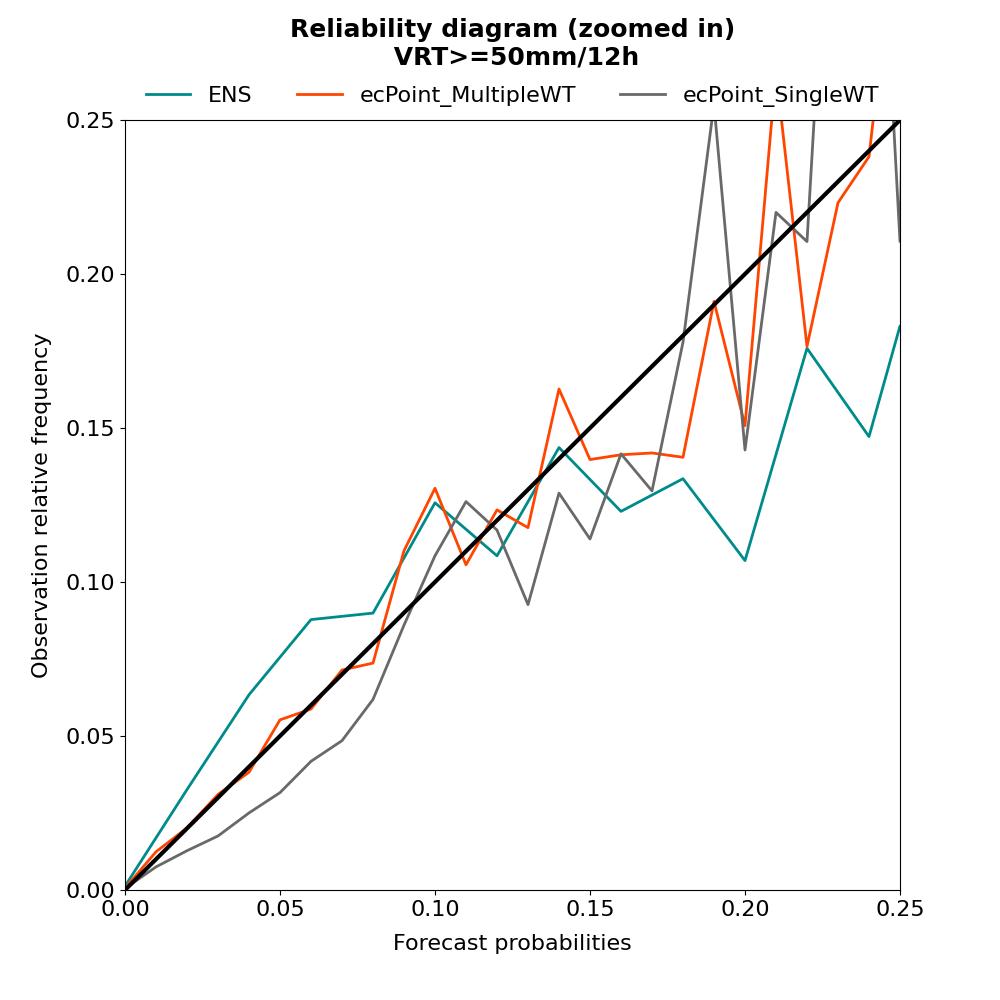 Reliability diagram (zoomed in)
VRT>=50mm/12h
ENS ecPoint_MultipleWT ecPoint_SingleWT
0.25
0.20
0.15
0.10
0.05
0.00
Observation relative frequency
0.00 0.05 0.10 0.15 0.20 0.25
Forecast probabilities